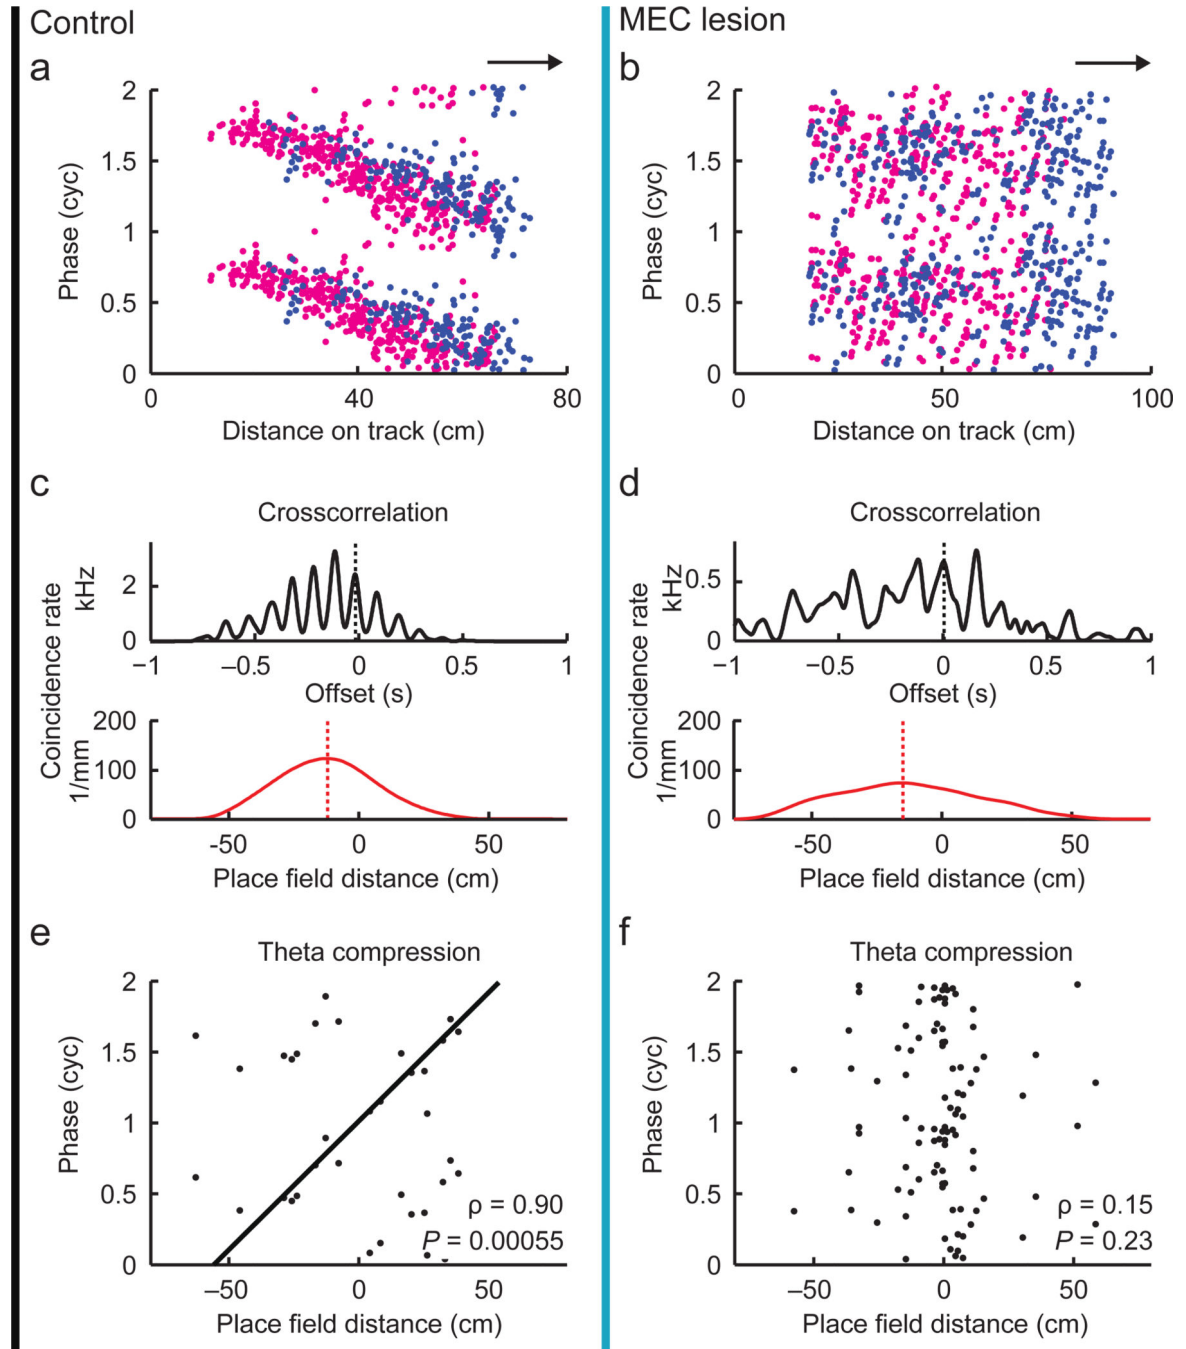 Control
MEC lesion
a
b
2
1.5
1
0.5
0
Phase (cyc)
0
40
80
Distance on track (cm)
2
1.5
1
0.5
0
Phase (cyc)
0
50
100
Distance on track (cm)
c
d
Crosscorrelation
Coincidence rate
kHz
2
0
−1
−0.5
0
0.5
1
Offset (s)
1/mm
200
100
0
-50
0
50
Place field distance (cm)
Crosscorrelation
Coincidence rate
kHz
0.5
0
-1
−0.5
0
0.5
1
Offset (s)
1/mm
200
100
0
-50
0
50
Place field distance (cm)
e
f
Theta compression
2
1.5
1
0.5
0
Phase (cyc)
ρ = 0.90
P = 0.00055
−50
0
50
Place field distance (cm)
Theta compression
2
1.5
1
0.5
0
Phase (cyc)
ρ = 0.15
P = 0.23
−50
0
50
Place field distance (cm)